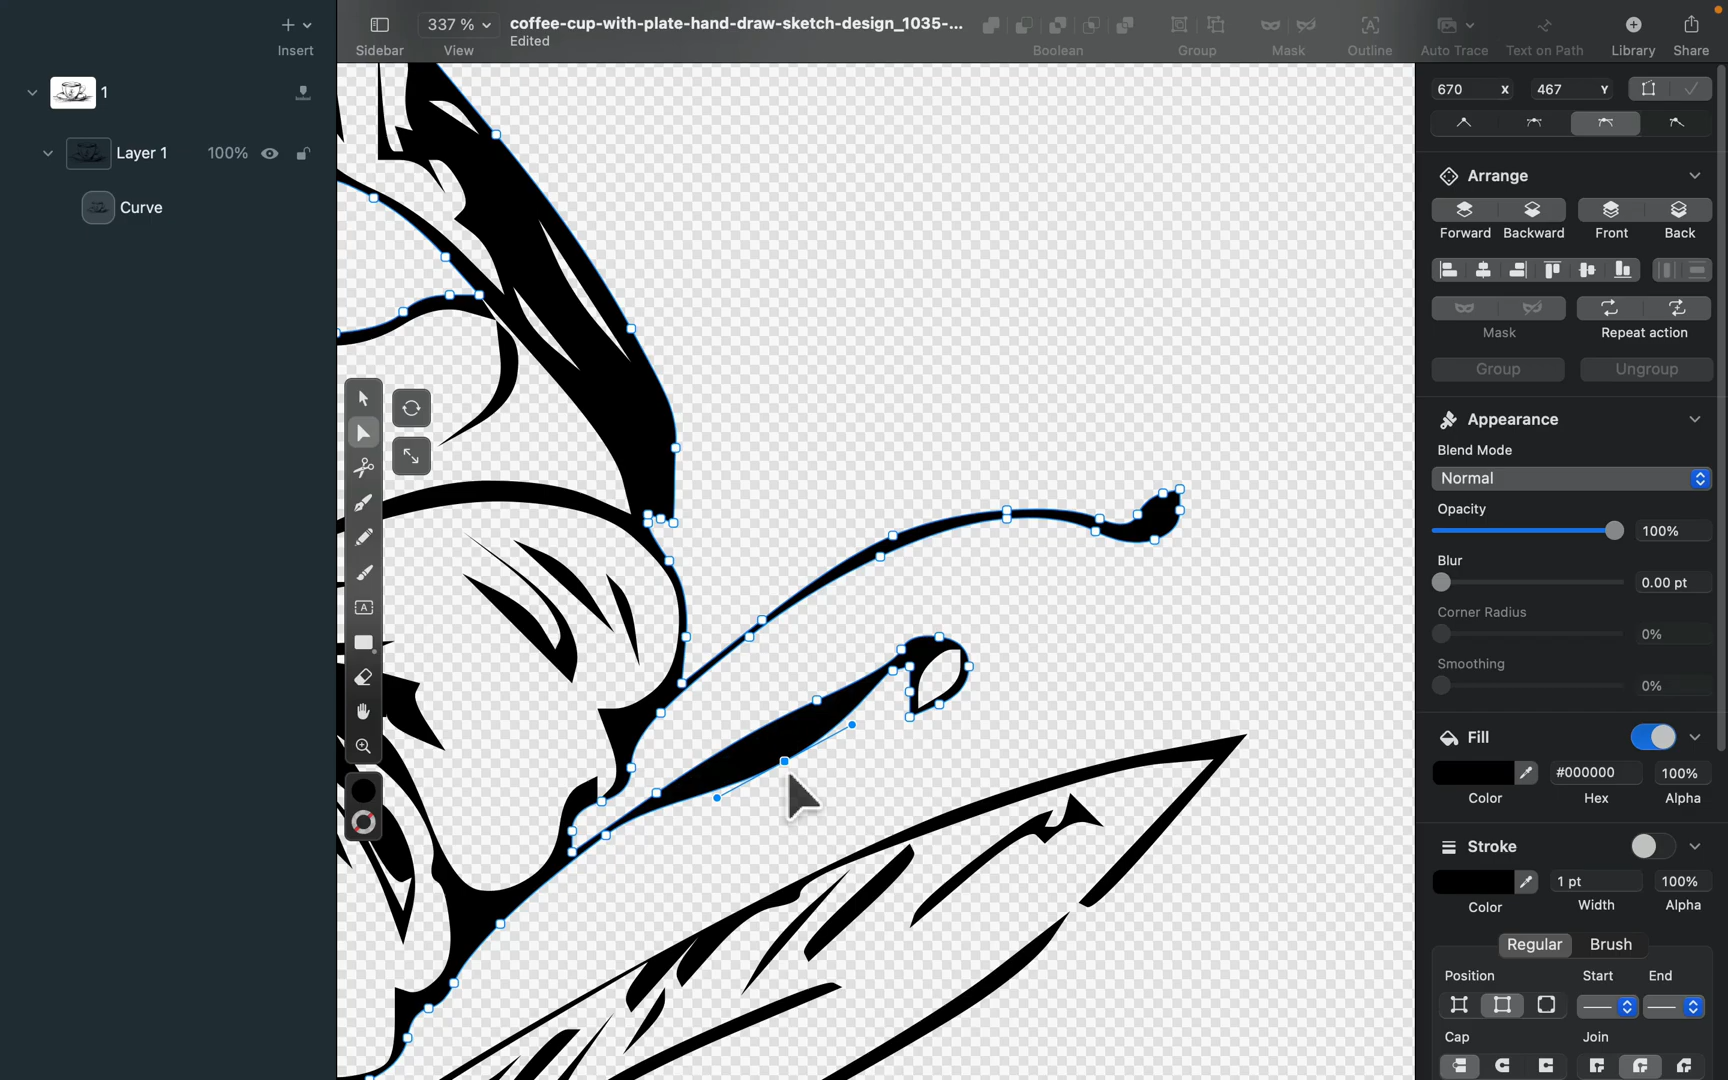 Insert
Sidebar
337 %
View
coffee-cup-with-plate-hand-draw-sketch-design_1035-...
Edited
Boolean
Group
Mask
Outline
Auto Trace
Text on Path
Library
Share
1
Layer 1
100%
Curve
A
670 X
467 Y
Arrange
Forward
Backward
Front
Back
Mask
Repeat action
Group
Ungroup
Appearance
Blend Mode
Normal
Opacity
100%
Blur
0.00 pt
Corner Radius
0%
Smoothing
0%
Fill
#000000
100%
Color
Hex
Alpha
Stroke
1 pt
100%
Color
Width
Alpha
Regular
Brush
Position
Start
End
Cap
Join